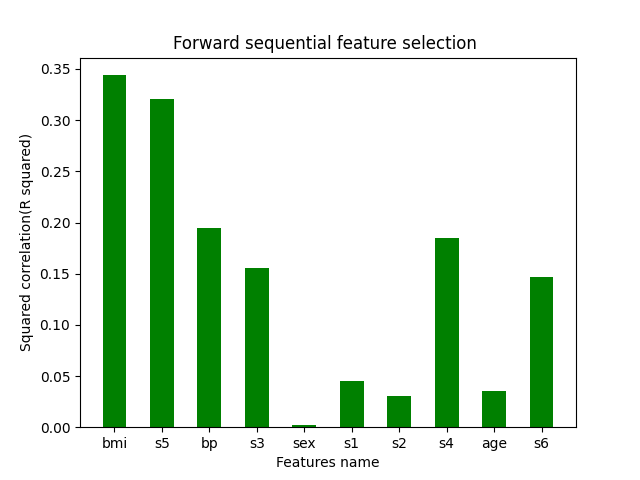 Forward sequential feature selection
Squared correlation(R squared)
0.35
0.30
0.25
0.20
0.15
0.10
0.05
0.00
bmi s5 bp s3 sex s1 s2 s4 age s6
Features name